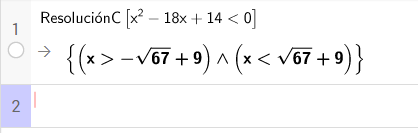 1
ResoluciónC [x² − 18x + 14 < 0]
→ {(x > −√67 + 9) ∧ (x < √67 + 9)}
2